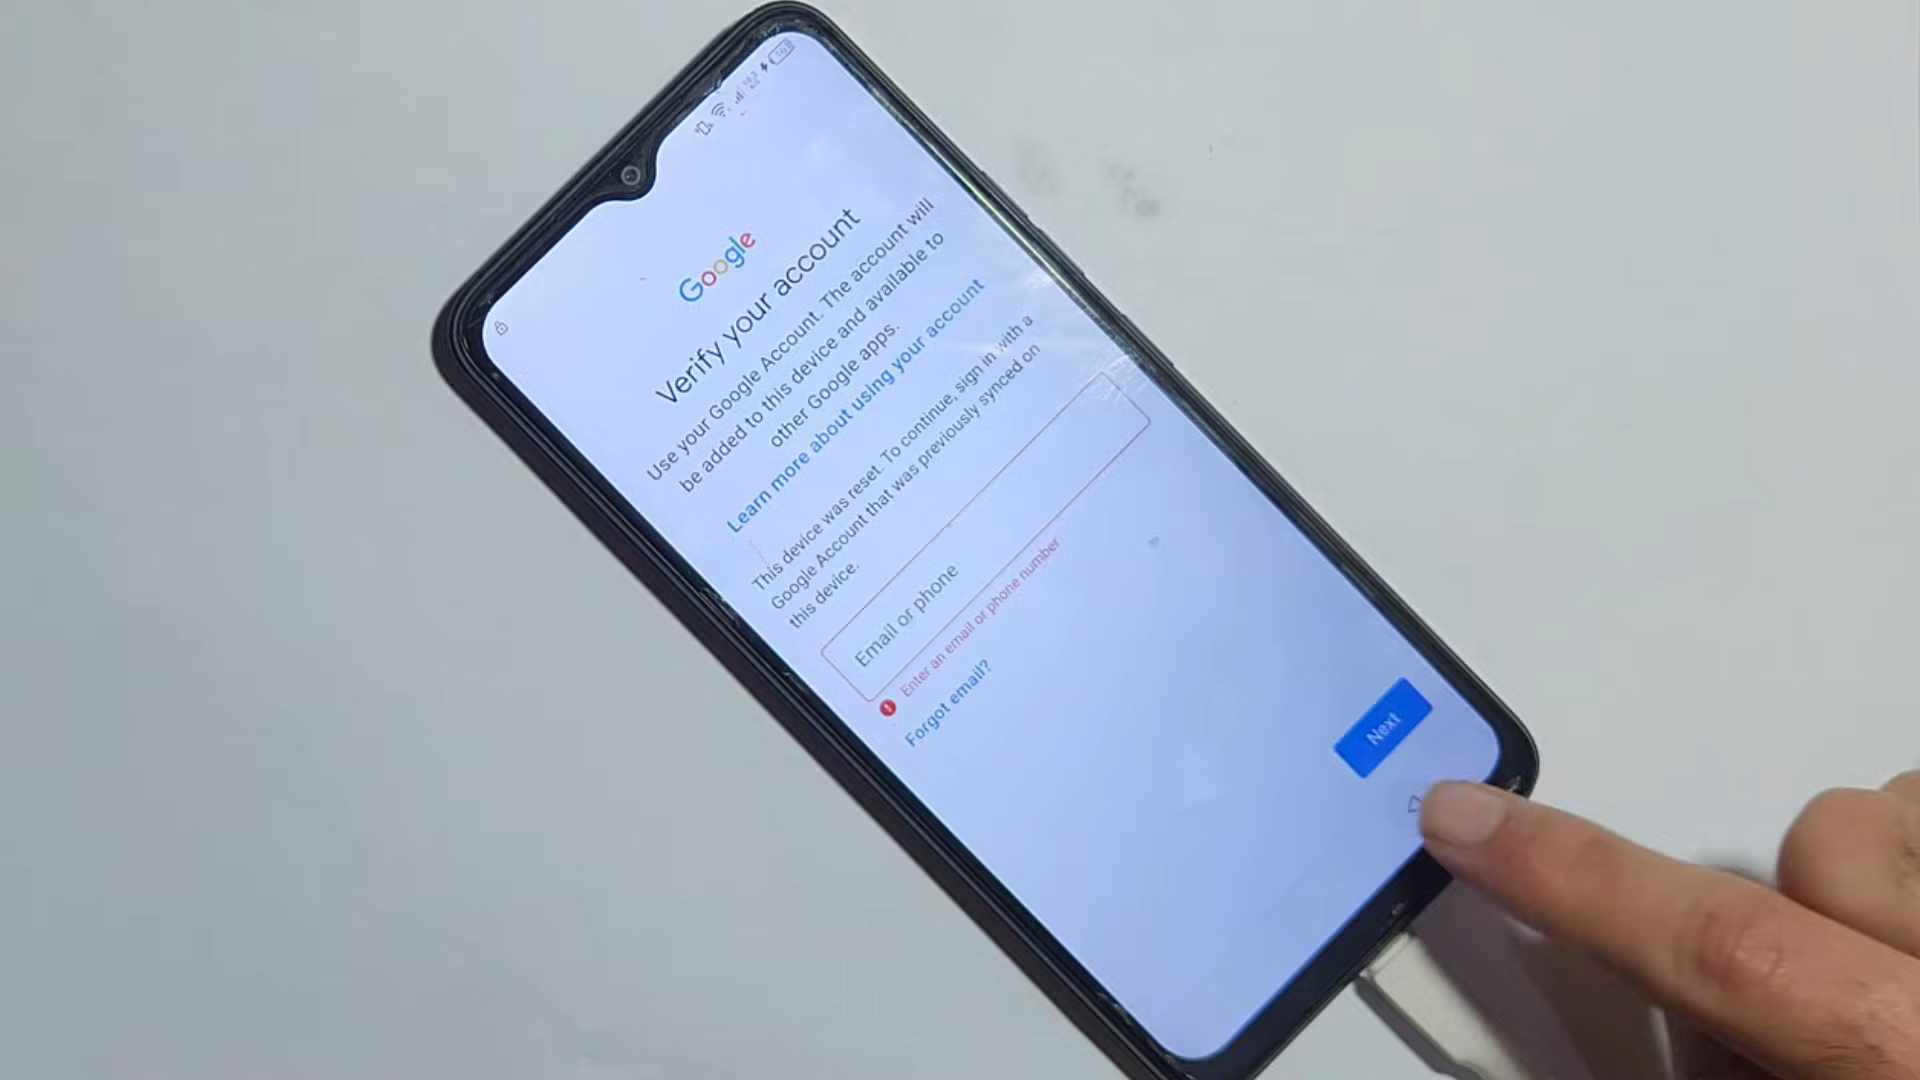 Google
Verify your account
Use your Google Account. The account will
be added to this device and available to
other Google apps.
Learn more about using your account
This device was reset. To continue, sign in with a
Google Account that was previously synced on
this device.
Email or phone
Enter an email or phone number
Forgot email?
Next